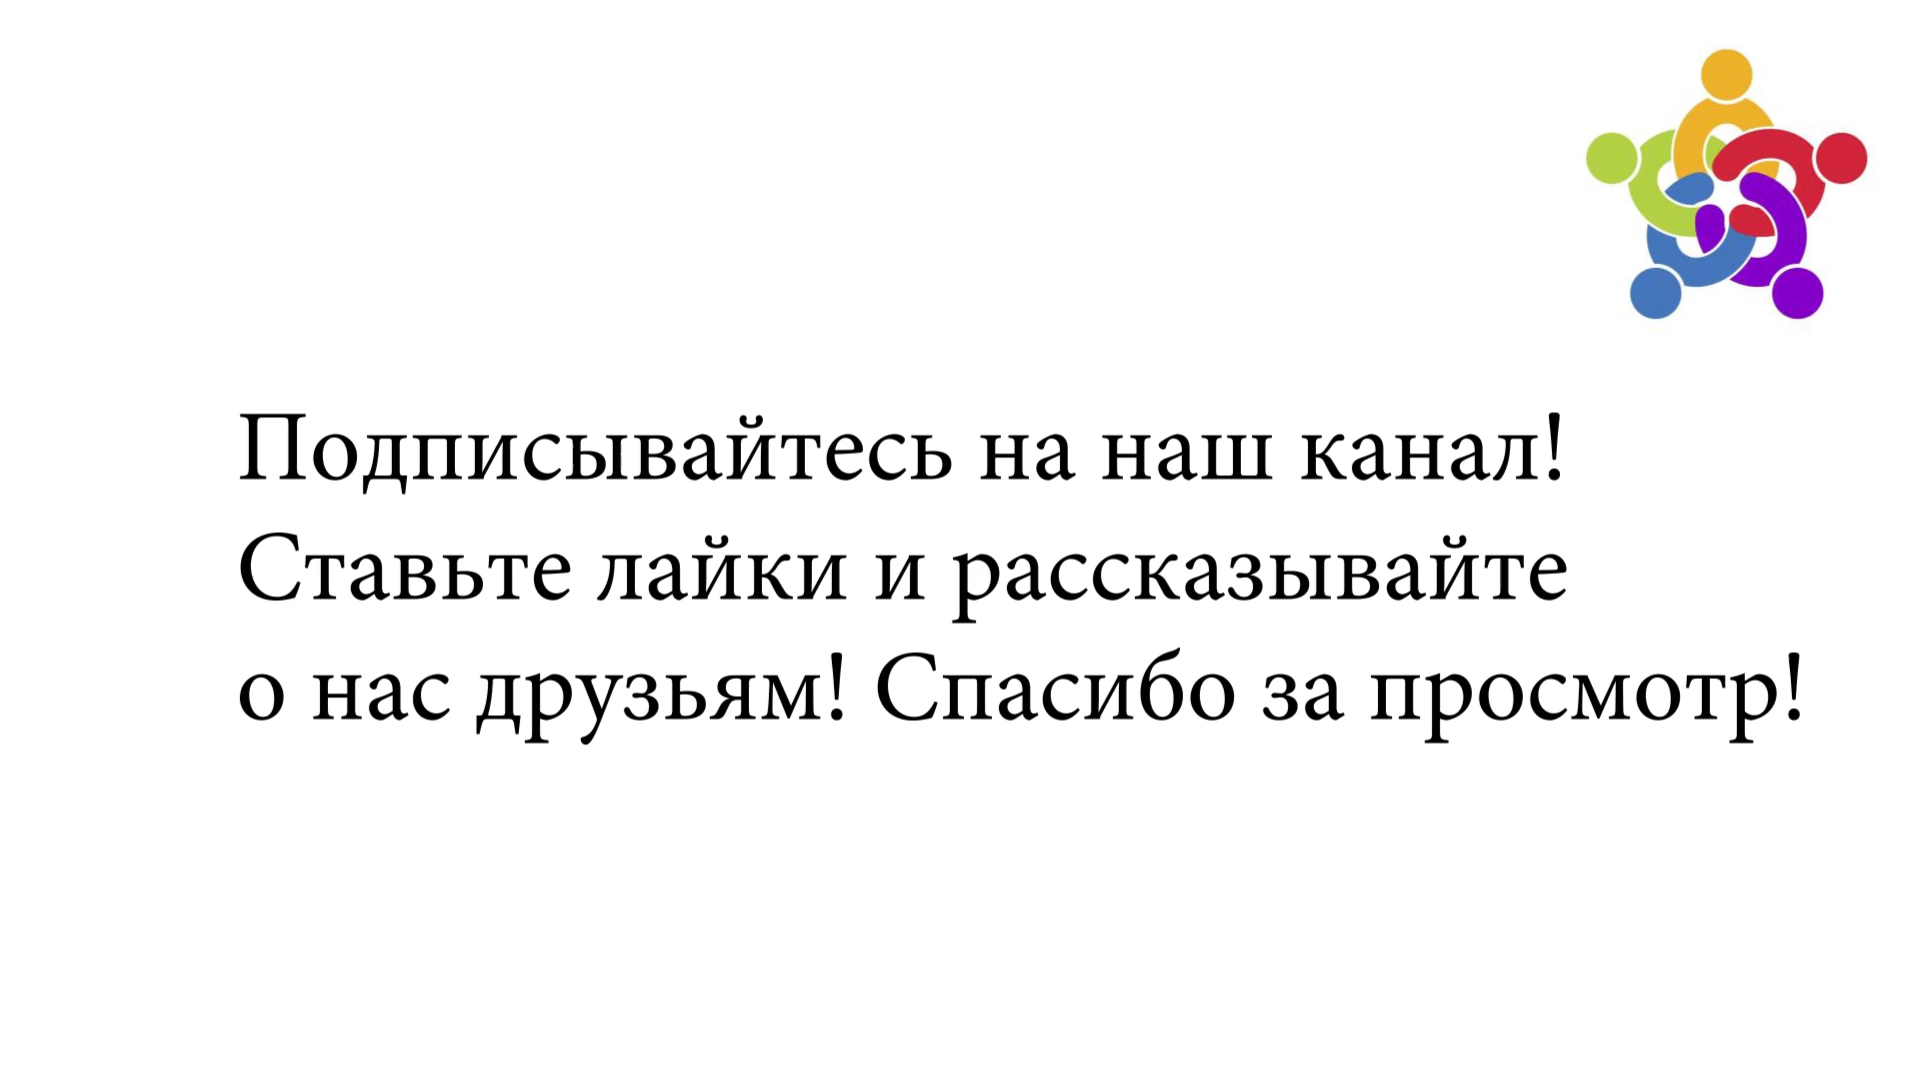 Подписывайтесь на наш канал!
Ставьте лайки и рассказывайте
о нас друзьям! Спасибо за просмотр!